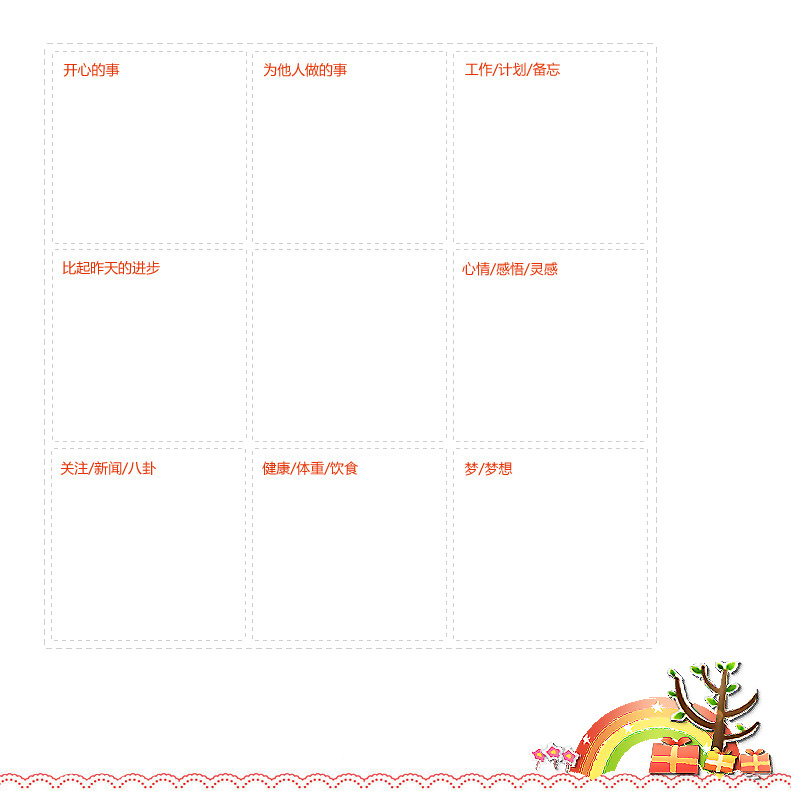 开心的事
为他人做的事
工作/计划/备忘
比起昨天的进步
心情/感悟/灵感
关注/新闻/八卦
健康/体重/饮食
梦/梦想